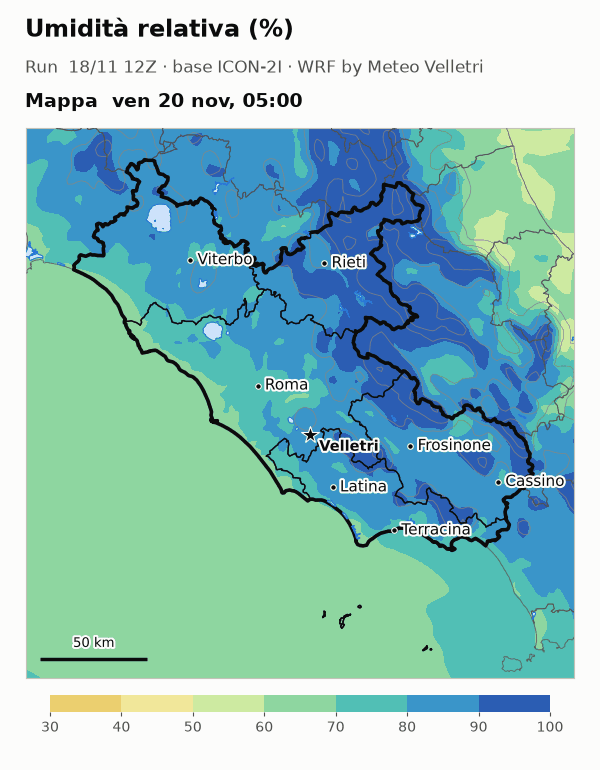 Umidità relativa (%)
Run 18/11 12Z · base ICON-2I · WRF by Meteo Velletri
Mappa ven 20 nov, 05:00
Viterbo
Rieti
Roma
Velletri
Frosinone
Latina
Cassino
Terracina
50 km
30 40 50 60 70 80 90 100